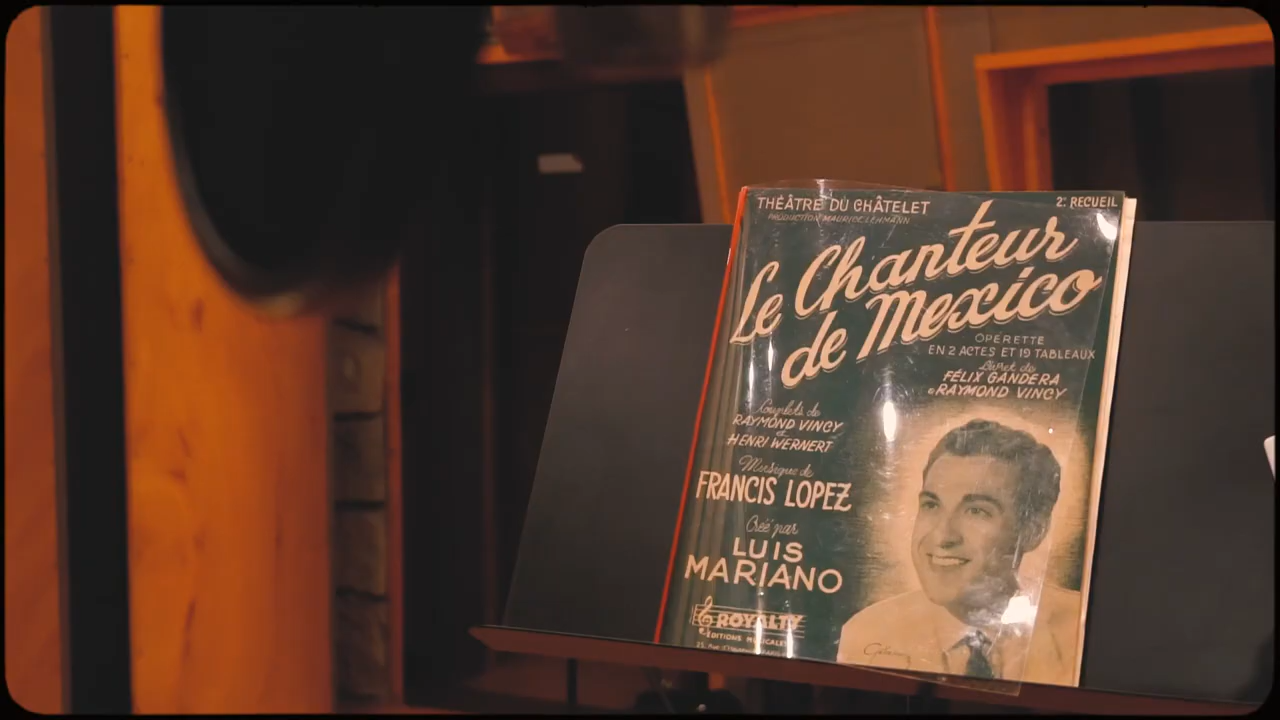 THÉÂTRE DU CHÂTELET
2e RECUEIL
PRODUCTION MAURICE LEHMANN
Le Chanteur
de Mexico
OPÉRETTE
EN 2 ACTES ET 19 TABLEAUX
Livret de
FÉLIX GANDERA
e RAYMOND VINCY
Couplets de
RAYMOND VINCY
et
HENRI WERNERT
Musique de
FRANCIS LOPEZ
Créé par
LUIS
MARIANO
ROYALTY
ÉDITIONS MUSICALES